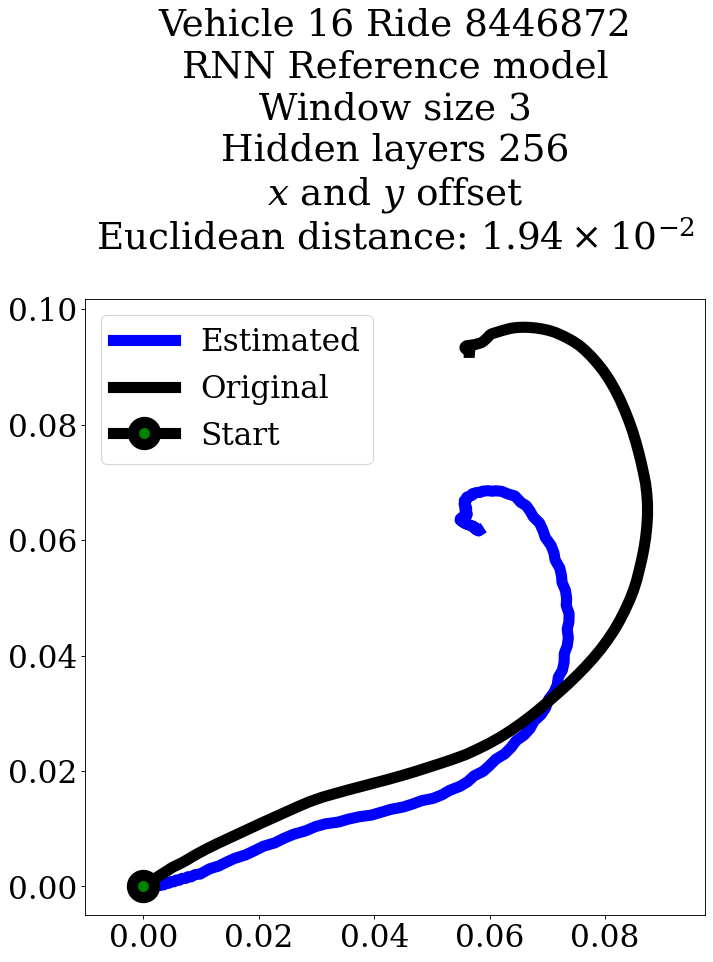 Vehicle 16 Ride 8446872
RNN Reference model
Window size 3
Hidden layers 256
x and y offset
Euclidean distance: 1.94 × 10⁻²
Estimated
Original
Start
0.10
0.08
0.06
0.04
0.02
0.00
0.00 0.02 0.04 0.06 0.08